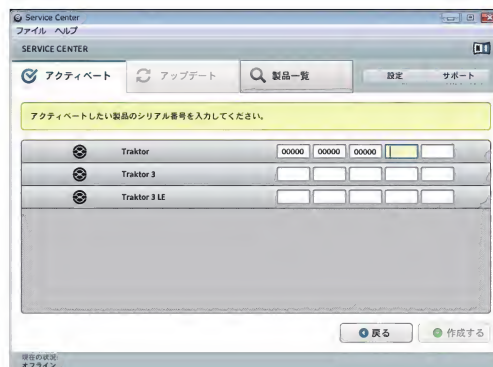 Service Center
ファイル ヘルプ
SERVICE CENTER
アクティベート アップデート 製品一覧 設定 サポート
アクティベートしたい製品のシリアル番号を入力してください。
Traktor 00000 00000 00000
Traktor 3
Traktor 3 LE
戻る 作成する
現在の状況
オフライン